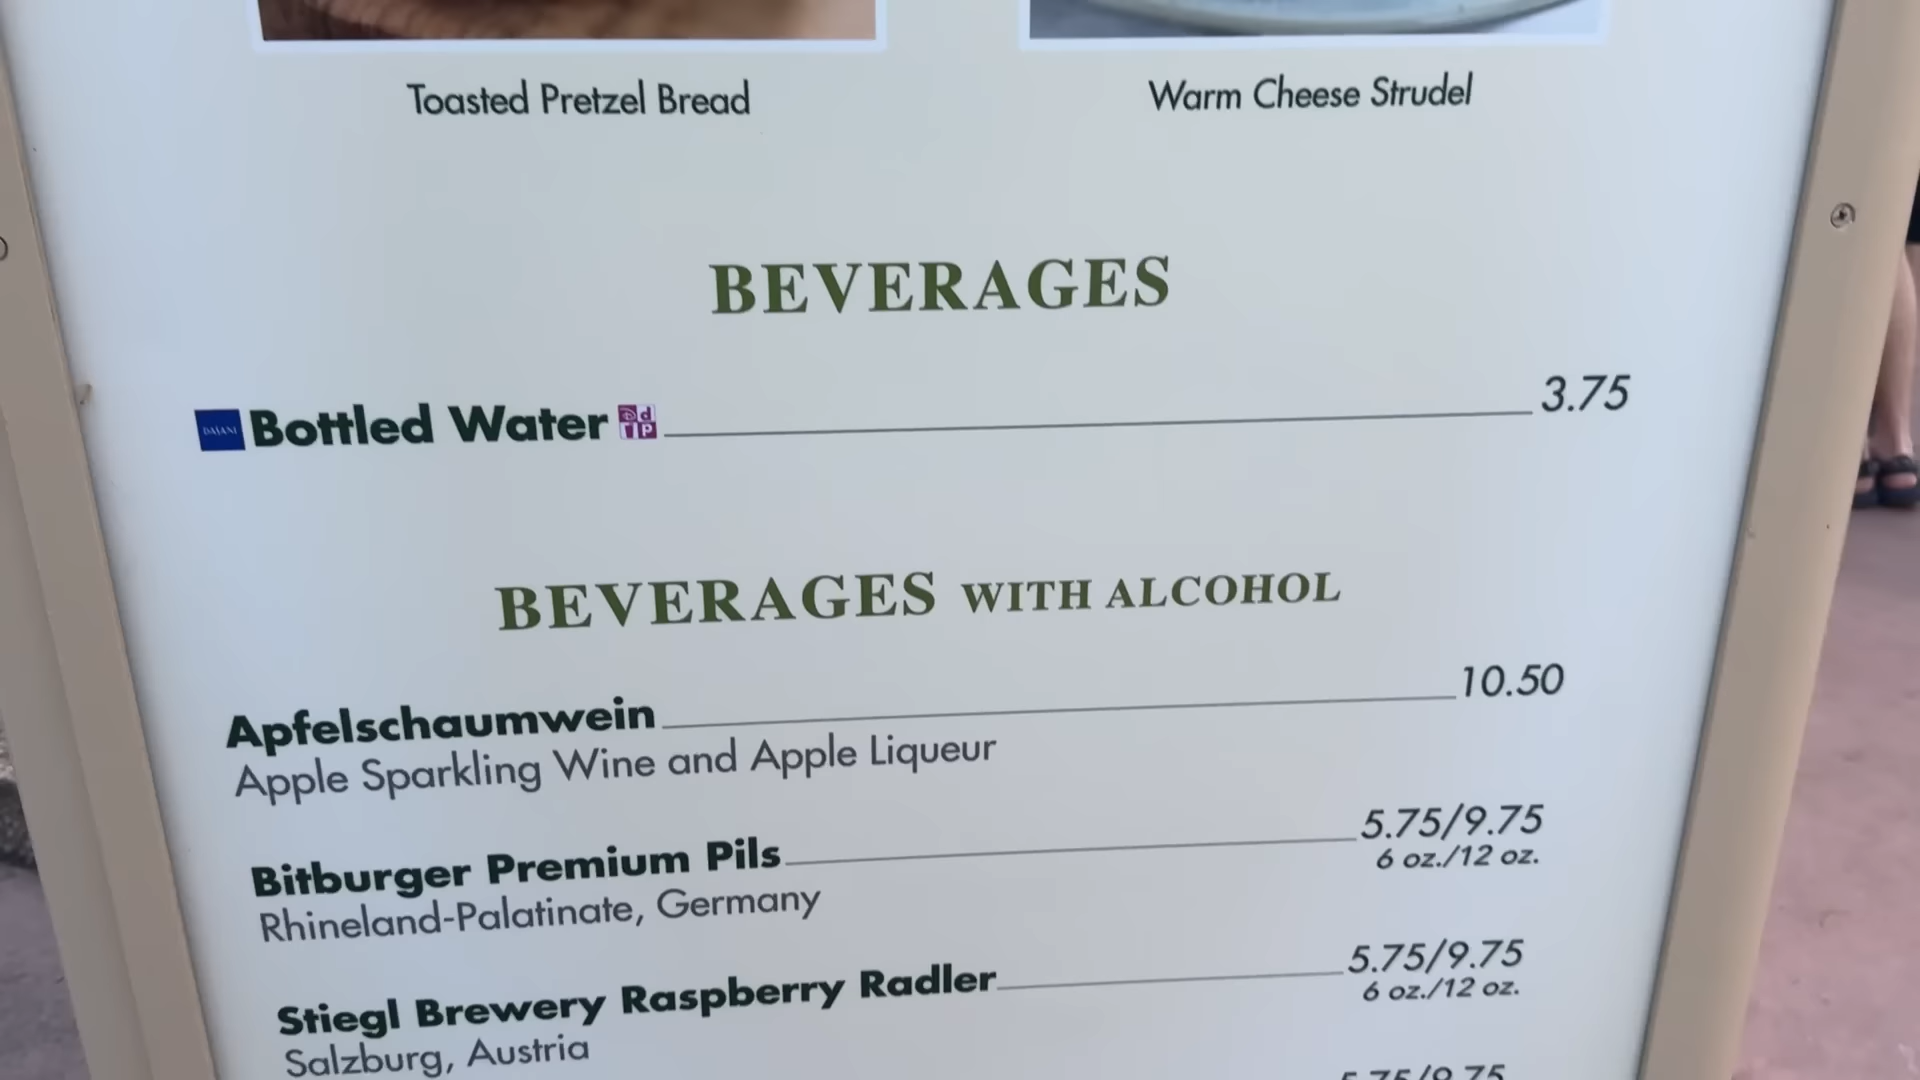 Toasted Pretzel Bread
Warm Cheese Strudel
BEVERAGES
DASANI Bottled Water ddp 3.75
BEVERAGES WITH ALCOHOL
Apfelschaumwein 10.50
Apple Sparkling Wine and Apple Liqueur
Bitburger Premium Pils 5.75/9.75
Rhineland-Palatinate, Germany 6 oz./12 oz.
Stiegl Brewery Raspberry Radler 5.75/9.75
Salzburg, Austria 6 oz./12 oz.
5.75/9.75